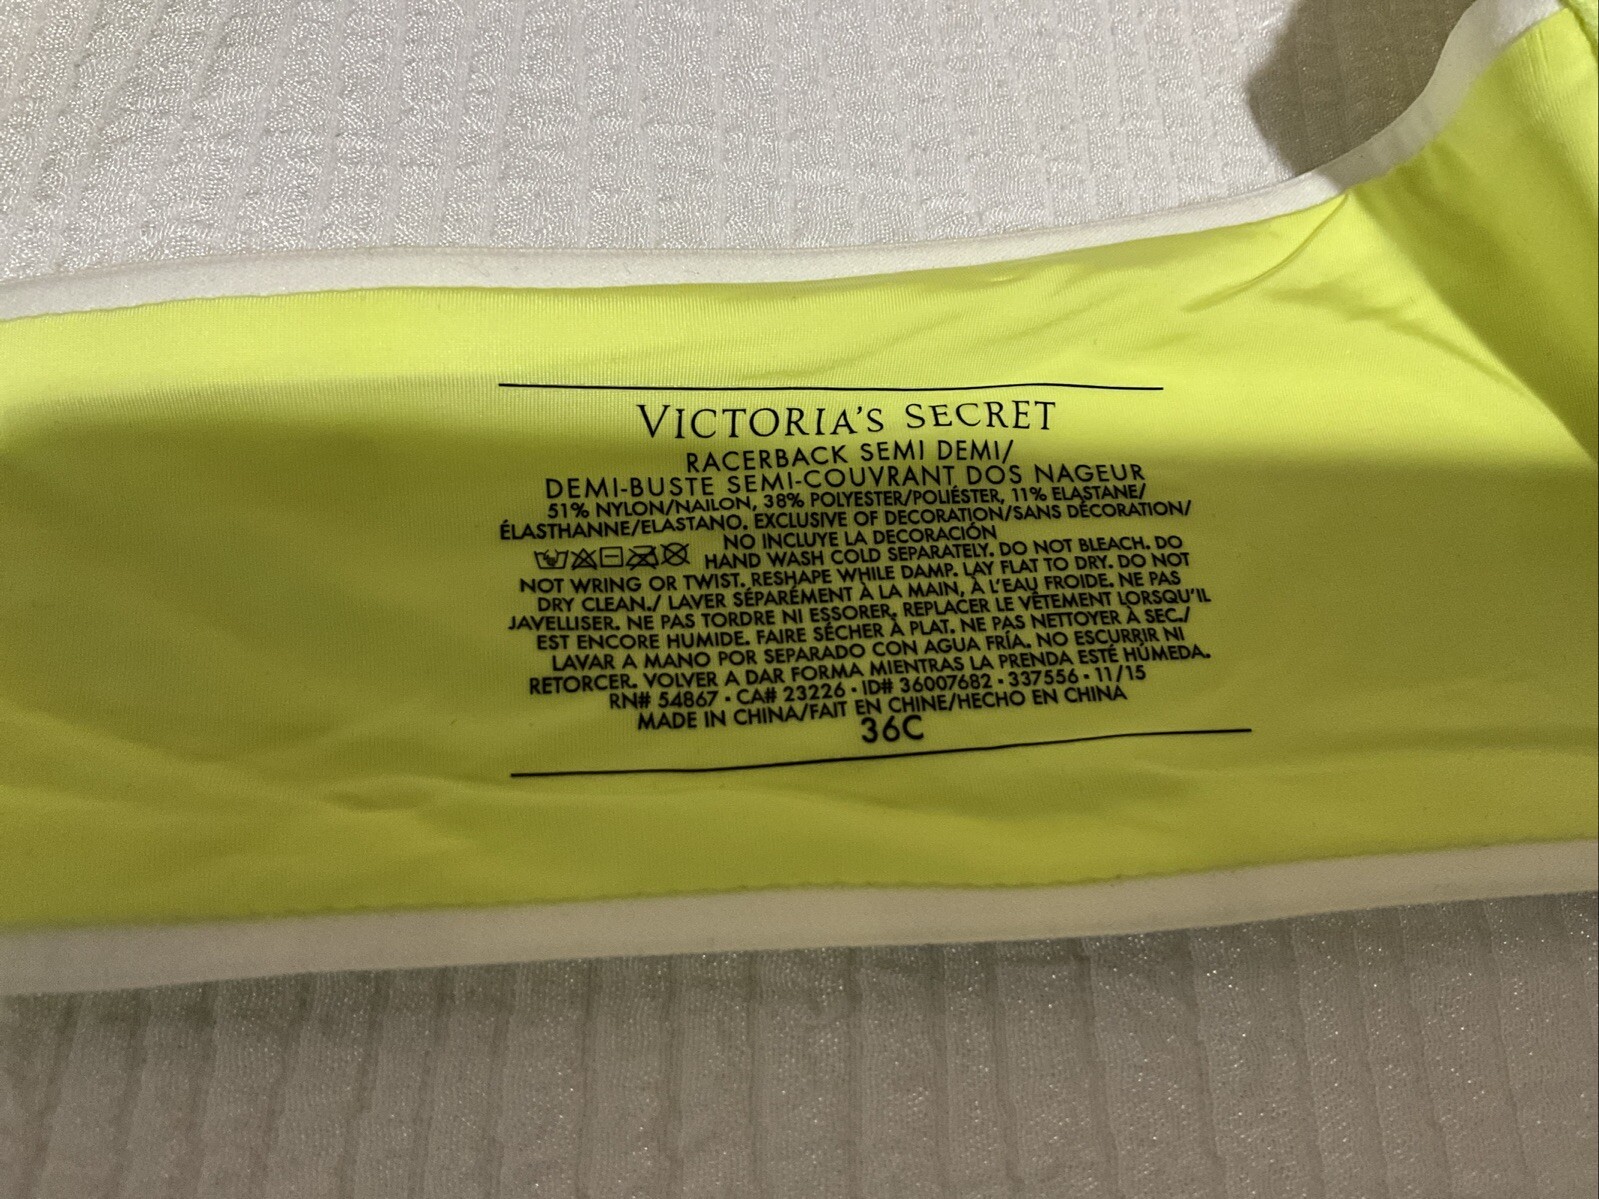 VICTORIA'S SECRET
RACERBACK SEMI DEMI/
DEMI-BUSTE SEMI-COUVRANT DOS NAGEUR
51% NYLON/NAILON, 38% POLYESTER/POLIÉSTER, 11% ELASTANE/
ÉLASTHANNE/ELASTANO. EXCLUSIVE OF DECORATION/SANS DÉCORATION/
NO INCLUYE LA DECORACIÓN
HAND WASH COLD SEPARATELY. DO NOT BLEACH. DO
NOT WRING OR TWIST. RESHAPE WHILE DAMP. LAY FLAT TO DRY. DO NOT
DRY CLEAN./ LAVER SÉPARÉMENT À LA MAIN, À L'EAU FROIDE. NE PAS
JAVELLISER. NE PAS TORDRE NI ESSORER, REPLACER LE VÊTEMENT LORSQU'IL
EST ENCORE HUMIDE. FAIRE SÉCHER À PLAT. NE PAS NETTOYER À SEC./
LAVAR A MANO POR SEPARADO CON AGUA FRÍA. NO ESCURRIR NI
RETORCER. VOLVER A DAR FORMA MIENTRAS LA PRENDA ESTÉ HÚMEDA.
RN# 54867 · CA# 23226 · ID# 36007682 · 337556 · 11/15
MADE IN CHINA/FAIT EN CHINE/HECHO EN CHINA
36C